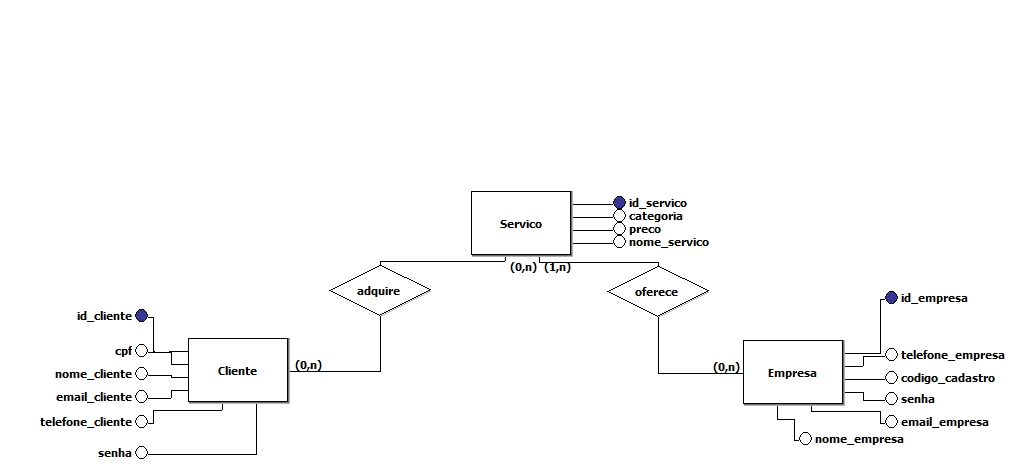 Servico
id_servico
categoria
preco
nome_servico
(0,n) (1,n)
adquire
oferece
id_cliente
cpf
nome_cliente
email_cliente
telefone_cliente
senha
Cliente
(0,n)
(0,n)
Empresa
id_empresa
telefone_empresa
codigo_cadastro
senha
email_empresa
nome_empresa